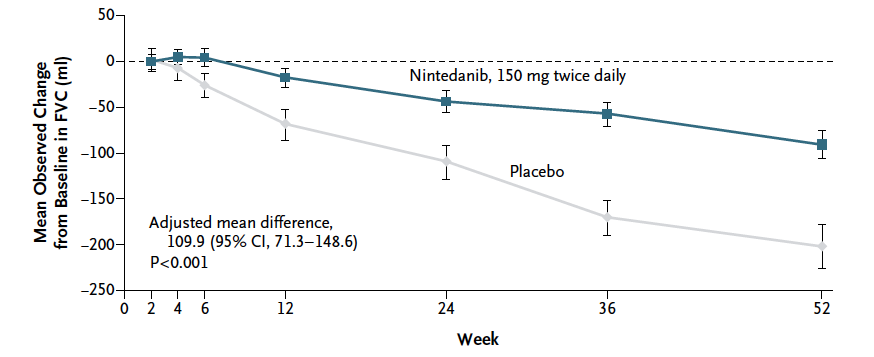 Mean Observed Change
from Baseline in FVC (ml)
50
0
−50
−100
−150
−200
−250
Nintedanib, 150 mg twice daily
Placebo
Adjusted mean difference,
109.9 (95% CI, 71.3–148.6)
P<0.001
0 2 4 6 12 24 36 52
Week